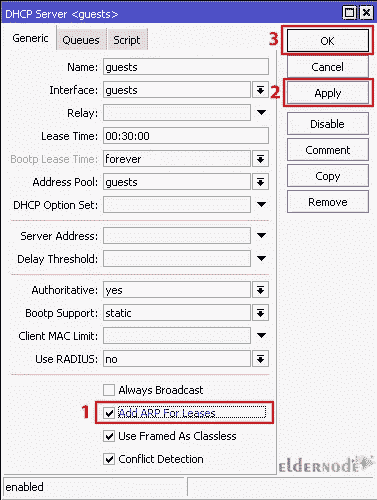 DHCP Server <guests>
Generic Queues Script
Name: guests
Interface: guests
Relay:
Lease Time: 00:30:00
Bootp Lease Time: forever
Address Pool: guests
DHCP Option Set:
Server Address:
Delay Threshold:
Authoritative: yes
Bootp Support: static
Client MAC Limit:
Use RADIUS: no
Always Broadcast
1 Add ARP For Leases
Use Framed As Classless
Conflict Detection
enabled
3 OK
Cancel
2 Apply
Disable
Comment
Copy
Remove
eldernode